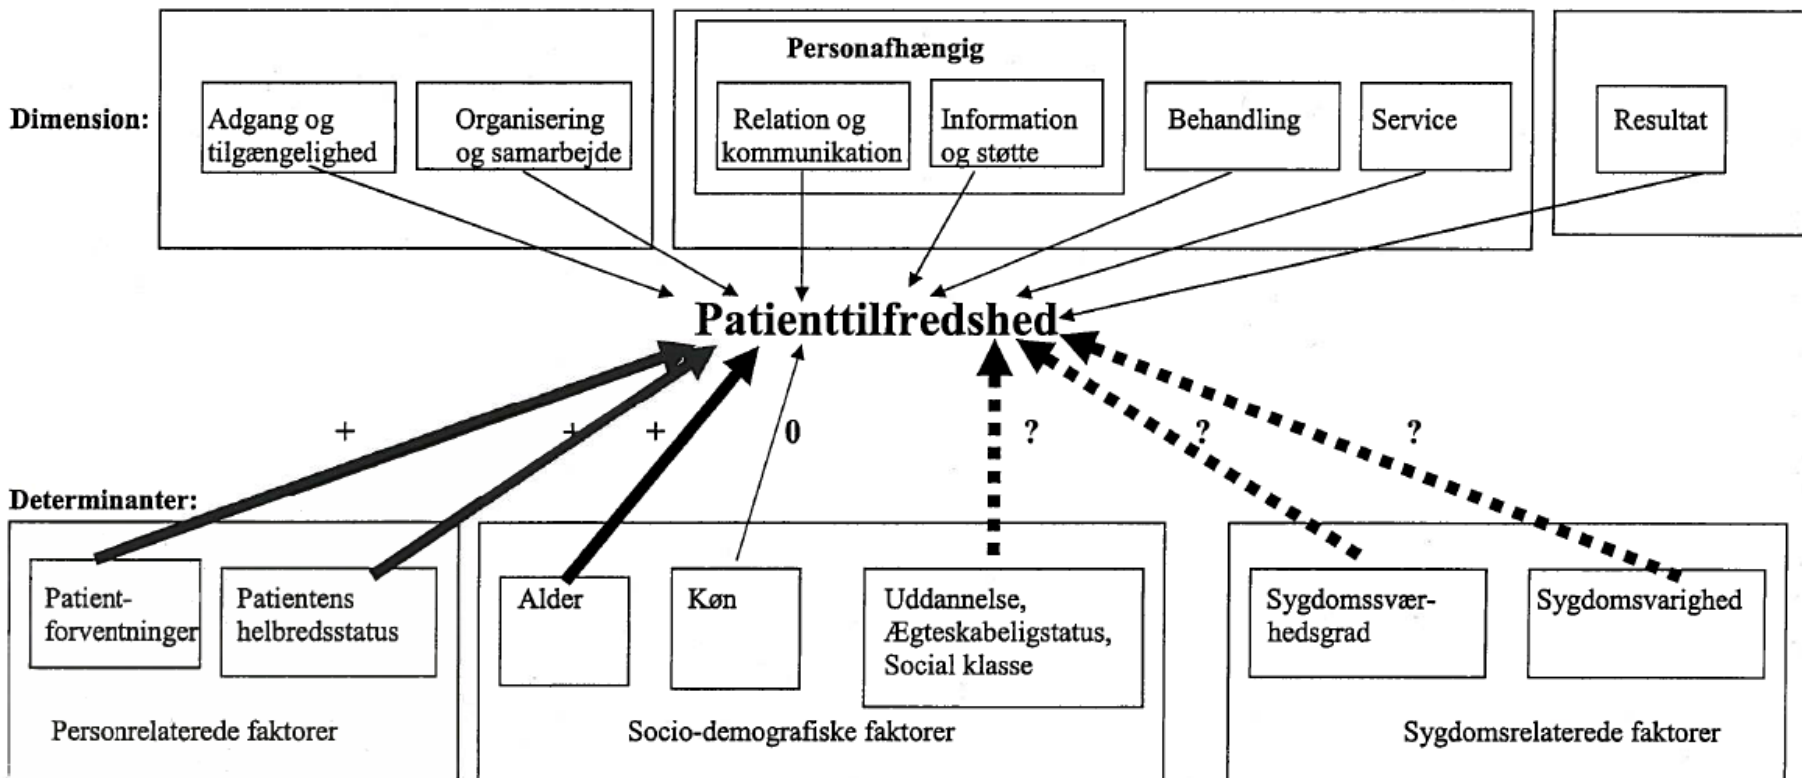 Personafhængig
Dimension:
Adgang og
tilgængelighed
Organisering
og samarbejde
Relation og
kommunikation
Information
og støtte
Behandling
Service
Resultat
Patienttilfredshed
+
+
+
0
?
?
?
Determinanter:
Patient-
forventninger
Patientens
helbredsstatus
Alder
Køn
Uddannelse,
Ægteskabeligstatus,
Social klasse
Sygdomssvær-
hedsgrad
Sygdomsvarighed
Personrelaterede faktorer
Socio-demografiske faktorer
Sygdomsrelaterede faktorer